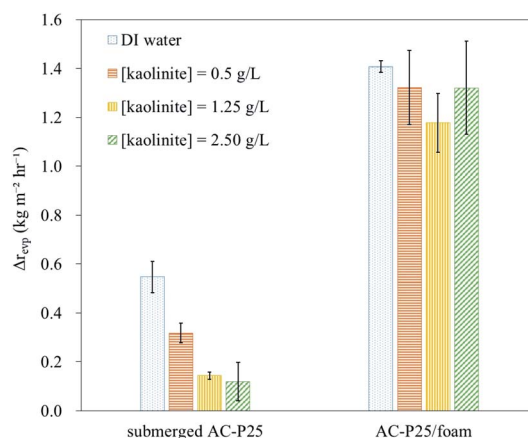 1.6
1.4
1.2
1.0
0.8
0.6
0.4
0.2
0.0
Δr_evp (kg m⁻² hr⁻¹)
DI water
[kaolinite] = 0.5 g/L
[kaolinite] = 1.25 g/L
[kaolinite] = 2.50 g/L
submerged AC-P25
AC-P25/foam